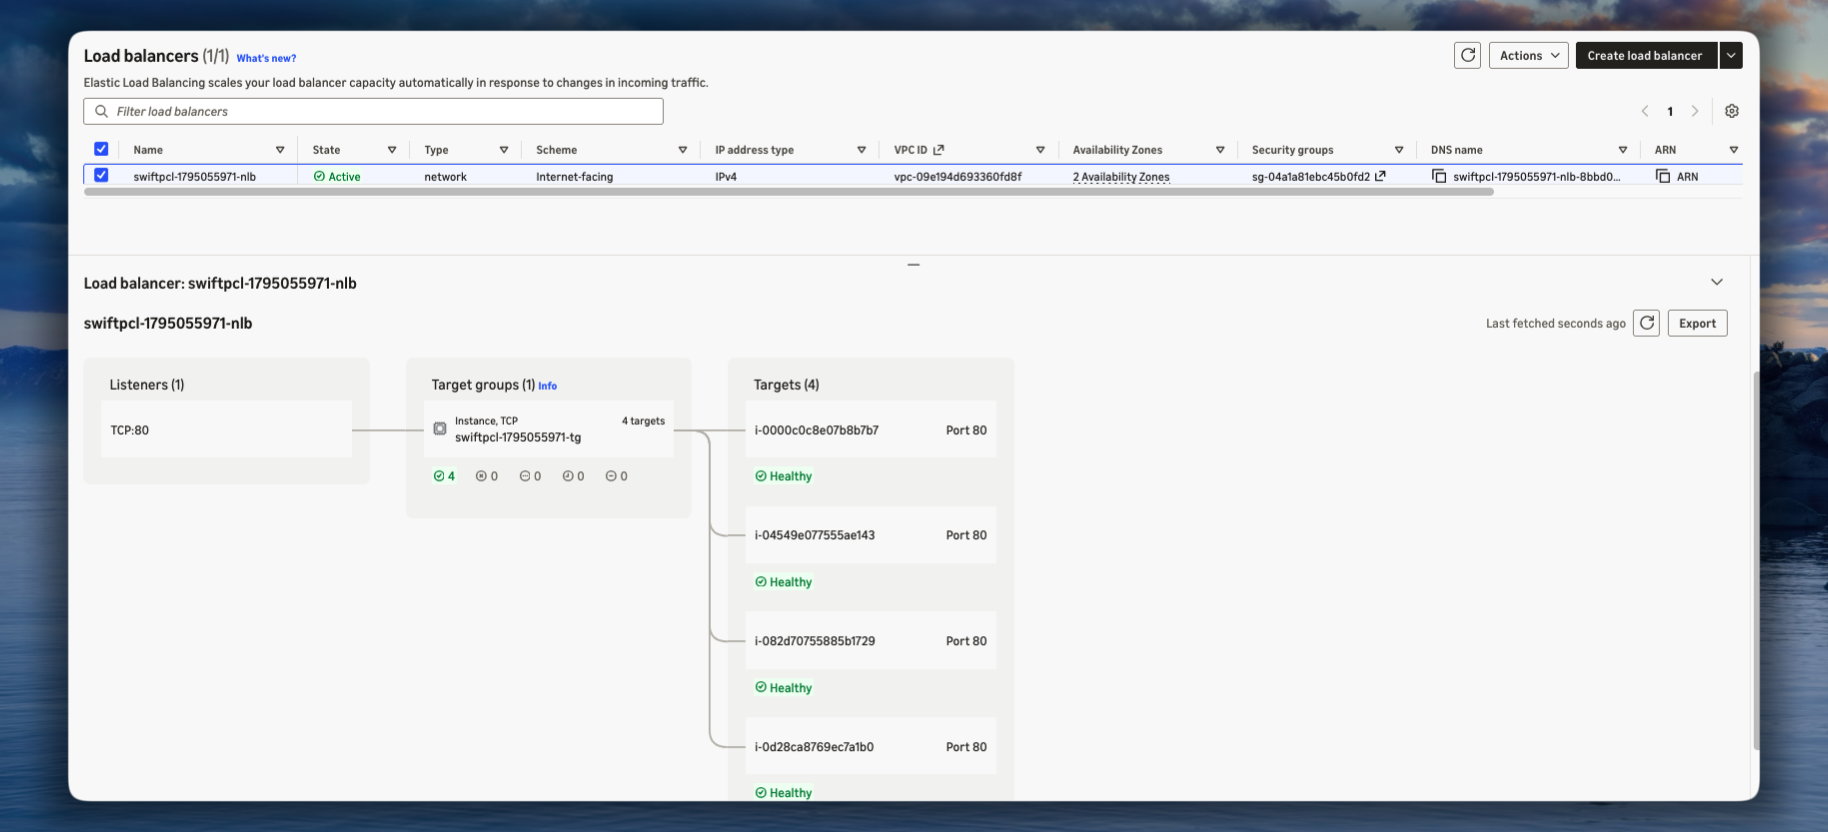 Load balancers (1/1) What's new?
Actions
Create load balancer
Elastic Load Balancing scales your load balancer capacity automatically in response to changes in incoming traffic.
Filter load balancers
1
Name State Type Scheme IP address type VPC ID Availability Zones Security groups DNS name ARN
swiftpcl-1795055971-nlb Active network Internet-facing IPv4 vpc-09e194d693360fd8f 2 Availability Zones sg-04a1a81ebc45b0fd2 swiftpcl-1795055971-nlb-8bbd0... ARN
Load balancer: swiftpcl-1795055971-nlb
swiftpcl-1795055971-nlb
Last fetched seconds ago
Export
Listeners (1)
TCP:80
Target groups (1) Info
Instance, TCP
4 targets
swiftpcl-1795055971-tg
4 0 0 0 0
Targets (4)
i-0000c0c8e07b8b7b7 Port 80
Healthy
i-04549e077555ae143 Port 80
Healthy
i-082d70755885b1729 Port 80
Healthy
i-0d28ca8769ec7a1b0 Port 80
Healthy